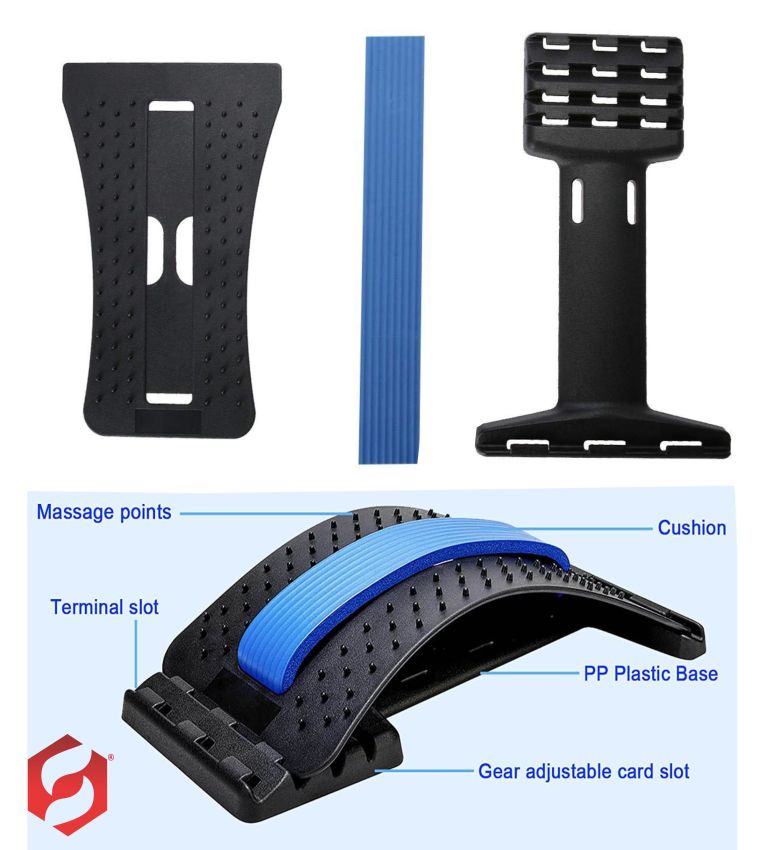 Massage points
Cushion
Terminal slot
PP Plastic Base
Gear adjustable card slot
®